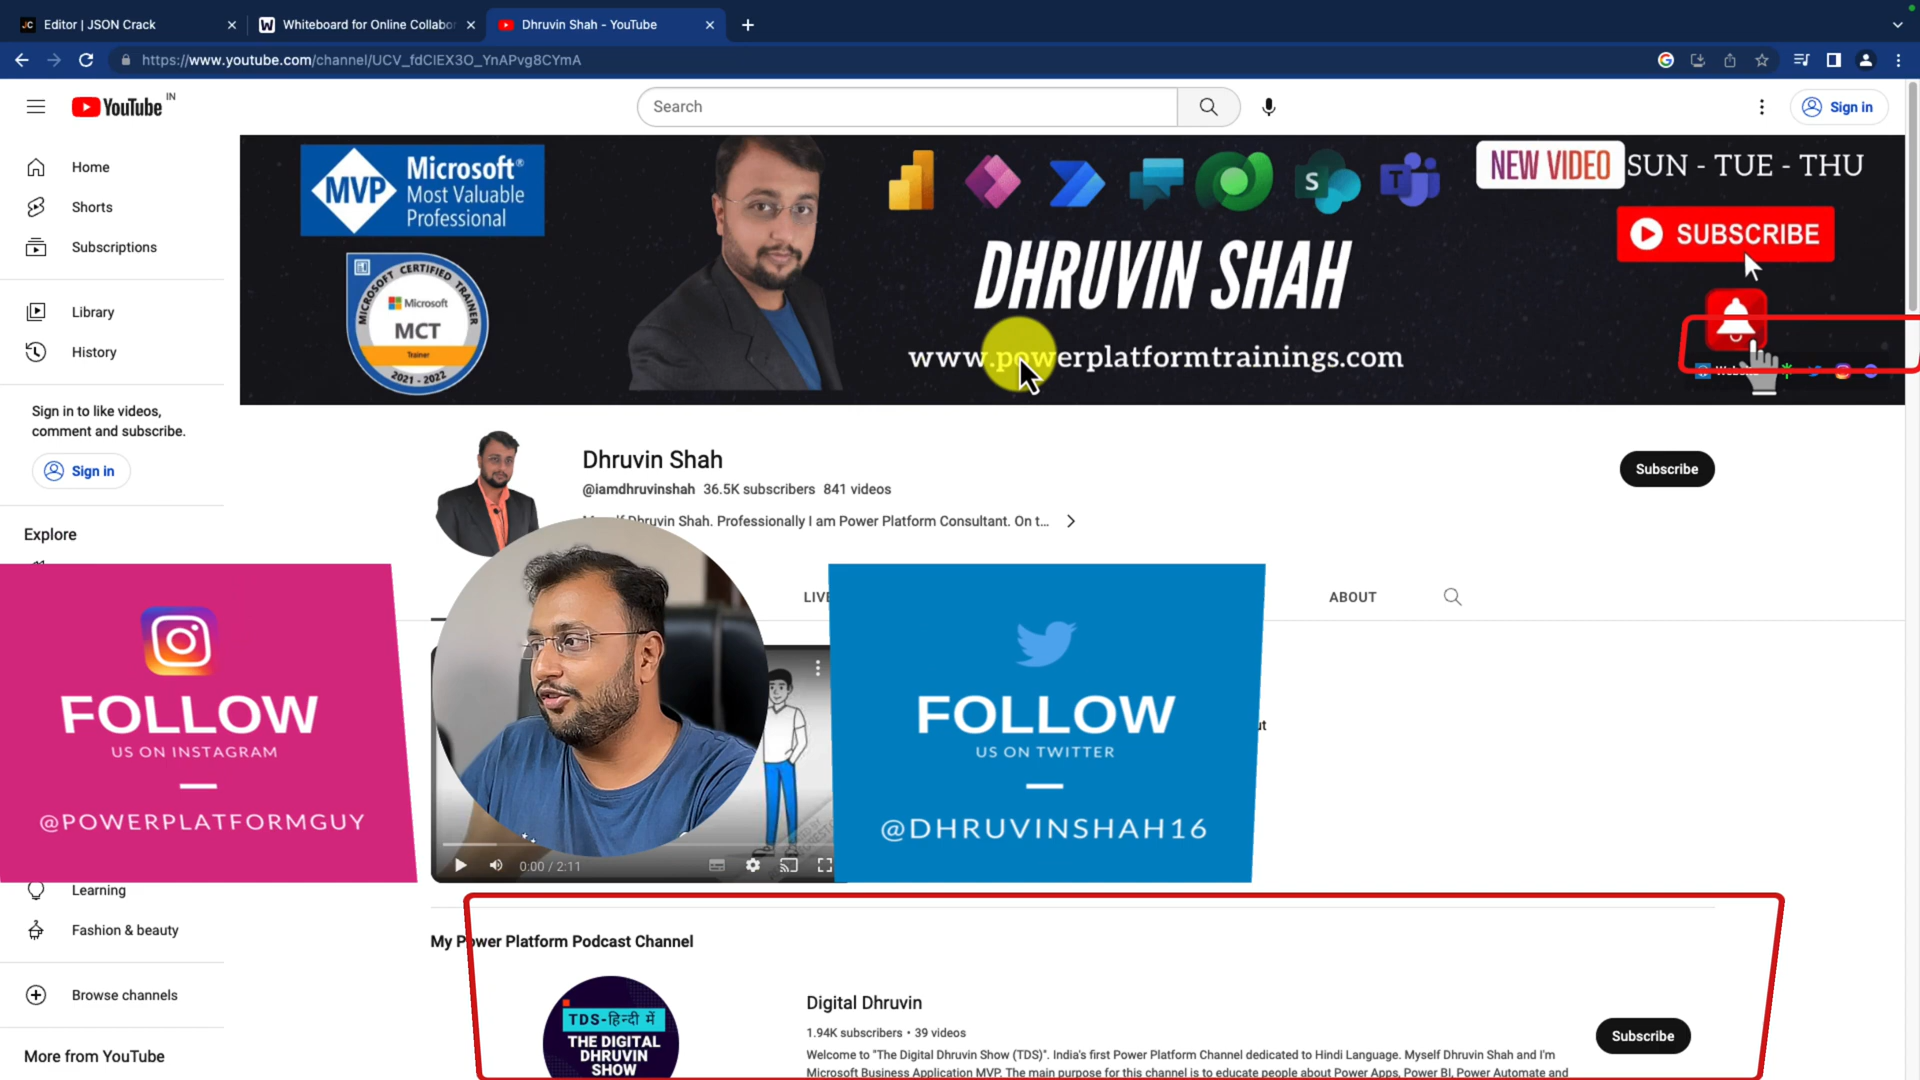 Editor | JSON Crack
Whiteboard for Online Collabor
Dhruvin Shah - YouTube
https://www.youtube.com/channel/UCV_fdCIEX3O_YnAPvg8CYmA
YouTube IN
Search
Sign in
Home
Shorts
Subscriptions
Library
History
Sign in to like videos,
comment and subscribe.
Sign in
Explore
Learning
Fashion & beauty
Browse channels
More from YouTube
MVP
Microsoft®
Most Valuable
Professional
MICROSOFT CERTIFIED TRAINER
Microsoft
MCT
Trainer
2021 - 2022
S
T
DHRUVIN SHAH
www.powerplatformtrainings.com
NEW VIDEO SUN - TUE - THU
SUBSCRIBE
Dhruvin Shah
@iamdhruvinshah 36.5K subscribers 841 videos
Dhruvin Shah. Professionally I am Power Platform Consultant. On t...
Subscribe
LIVE
ABOUT
FOLLOW
US ON INSTAGRAM
@POWERPLATFORMGUY
FOLLOW
US ON TWITTER
@DHRUVINSHAH16
0:00 / 2:11
My Power Platform Podcast Channel
TDS-हिन्दी में
THE DIGITAL
DHRUVIN
SHOW
Digital Dhruvin
1.94K subscribers • 39 videos
Welcome to "The Digital Dhruvin Show (TDS)". India's first Power Platform Channel dedicated to Hindi Language. Myself Dhruvin Shah and I'm
Microsoft Business Application MVP. The main purpose for this channel is to educate people about Power Apps, Power BI, Power Automate and
Subscribe